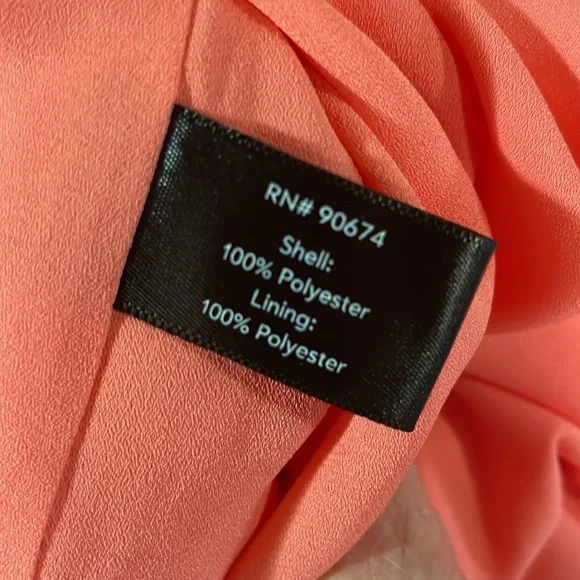 RN# 90674
Shell:
100% Polyester
Lining:
100% Polyester